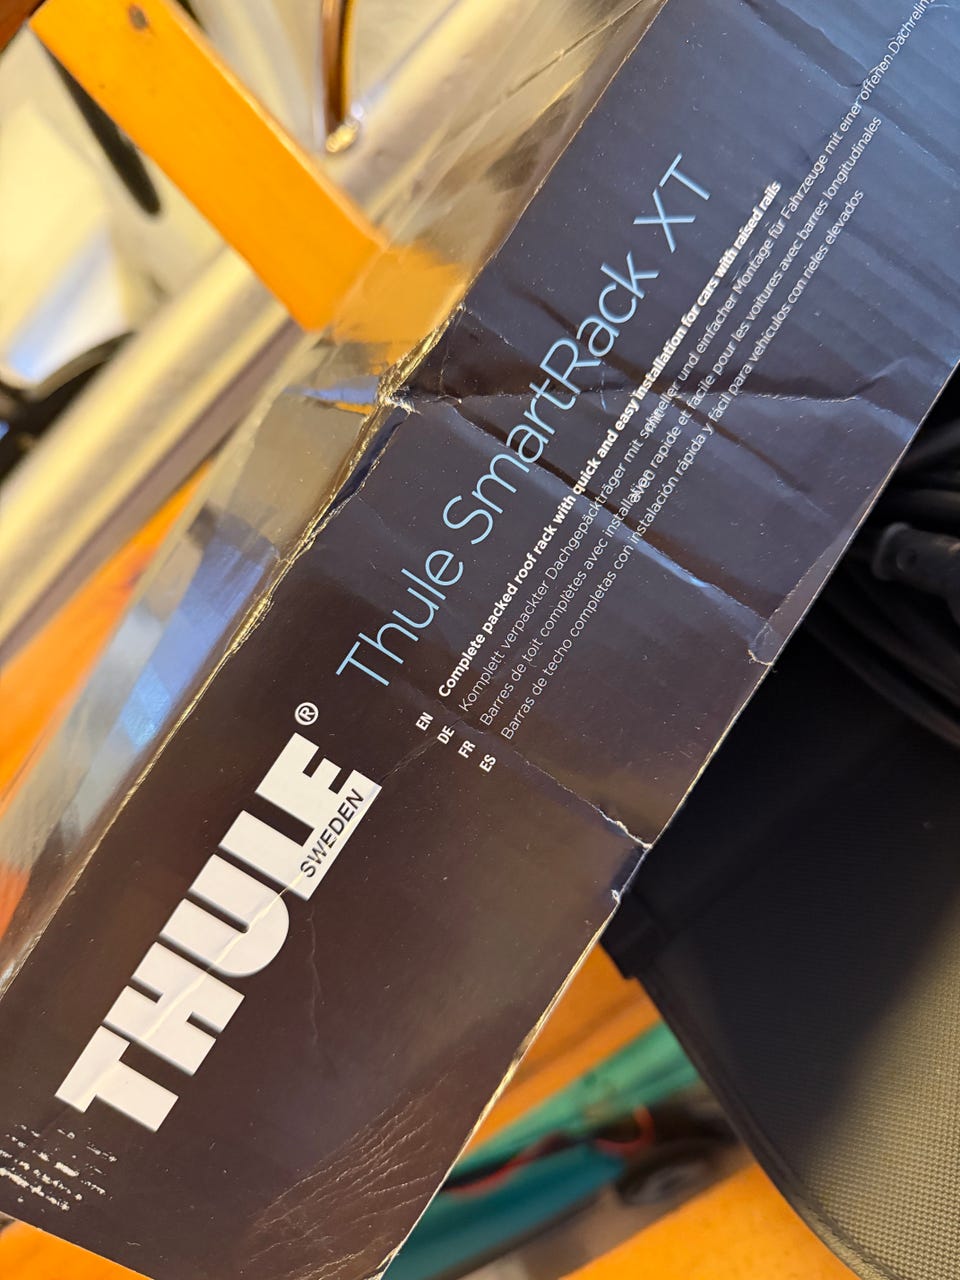 THULE®
SWEDEN
Thule SmartRack XT
EN Complete packed roof rack with quick and easy installation for cars with raised rails
DE Komplett verpackter Dachgepäckträger mit schneller und einfacher Montage für Fahrzeuge mit einer offenen Dachreling
FR Barres de toit complètes avec installation avec rapide et facile pour les voitures avec barres longitudinales
ES Barras de techo completas con instalación rápida y fácil para vehículos con rieles elevados